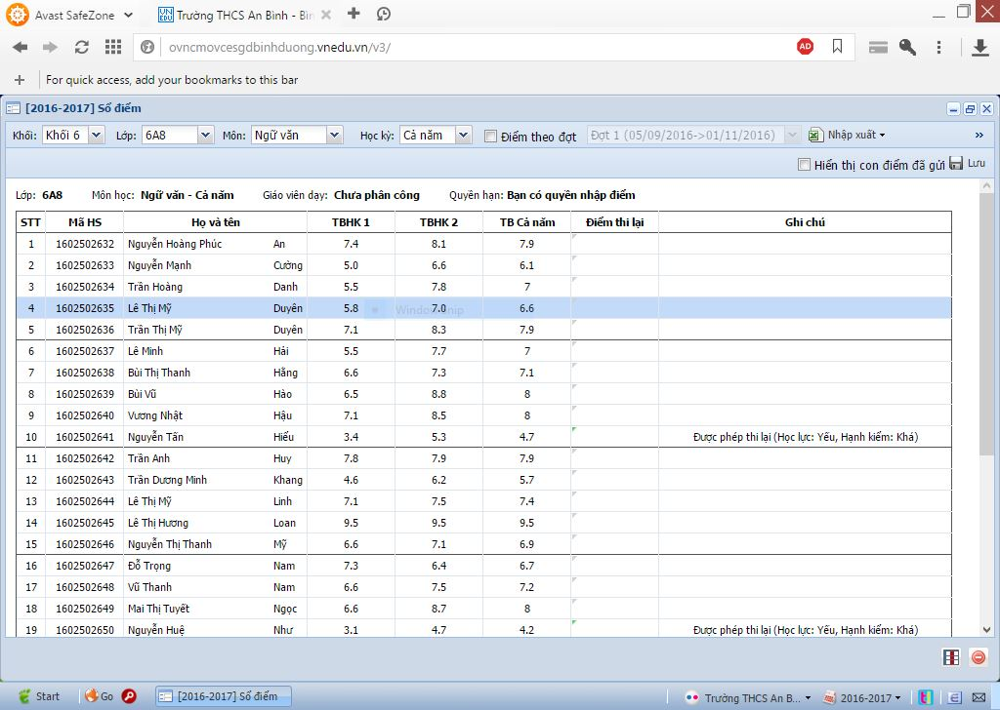 Avast SafeZone
VN EDU Trường THCS An Bình - Bìn
ovncmovcesgdbinhduong.vnedu.vn/v3/
AD
For quick access, add your bookmarks to this bar
[2016-2017] Sổ điểm
Khối: Khối 6 Lớp: 6A8 Môn: Ngữ văn Học kỳ: Cả năm Điểm theo đợt Đợt 1 (05/09/2016->01/11/2016) Nhập xuất »
Hiển thị con điểm đã gửi Lưu
Lớp: 6A8 Môn học: Ngữ văn - Cả năm Giáo viên dạy: Chưa phân công Quyền hạn: Bạn có quyền nhập điểm
STT Mã HS Họ và tên TBHK 1 TBHK 2 TB Cả năm Điểm thi lại Ghi chú
1 1602502632 Nguyễn Hoàng Phúc An 7.4 8.1 7.9
2 1602502633 Nguyễn Mạnh Cường 5.0 6.6 6.1
3 1602502634 Trần Hoàng Danh 5.5 7.8 7
4 1602502635 Lê Thị Mỹ Duyên 5.8 7.0 6.6
5 1602502636 Trần Thị Mỹ Duyên 7.1 8.3 7.9
6 1602502637 Lê Minh Hải 5.5 7.7 7
7 1602502638 Bùi Thị Thanh Hằng 6.6 7.3 7.1
8 1602502639 Bùi Vũ Hào 6.5 8.8 8
9 1602502640 Vương Nhật Hậu 7.1 8.5 8
10 1602502641 Nguyễn Tấn Hiếu 3.4 5.3 4.7 Được phép thi lại (Học lực: Yếu, Hạnh kiểm: Khá)
11 1602502642 Trần Anh Huy 7.8 7.9 7.9
12 1602502643 Trần Dương Minh Khang 4.6 6.2 5.7
13 1602502644 Lê Thị Mỹ Linh 7.1 7.5 7.4
14 1602502645 Lê Thị Hương Loan 9.5 9.5 9.5
15 1602502646 Nguyễn Thị Thanh Mỹ 6.6 7.1 6.9
16 1602502647 Đỗ Trọng Nam 7.3 6.4 6.7
17 1602502648 Vũ Thanh Nam 6.6 7.5 7.2
18 1602502649 Mai Thị Tuyết Ngọc 6.6 8.7 8
19 1602502650 Nguyễn Huệ Như 3.1 4.7 4.2 Được phép thi lại (Học lực: Yếu, Hạnh kiểm: Khá)
Start Go [2016-2017] Sổ điểm Trường THCS An B... 2016-2017